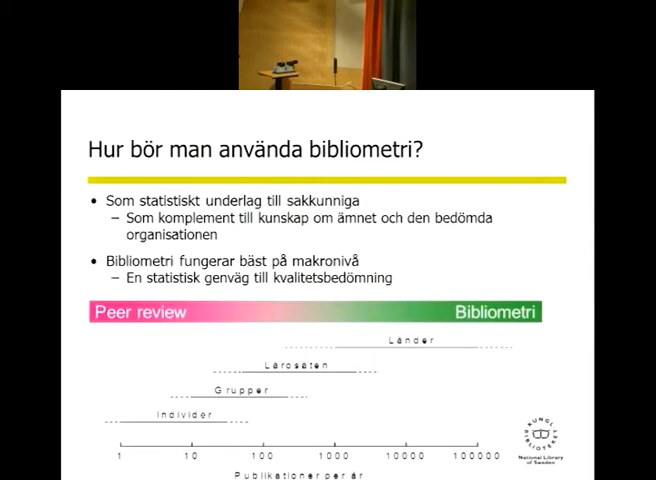 Hur bör man använda bibliometri?
• Som statistiskt underlag till sakkunniga
– Som komplement till kunskap om ämnet och den bedömda
organisationen
• Bibliometri fungerar bäst på makronivå
– En statistisk genväg till kvalitetsbedömning
Peer review Bibliometri
Länder
Lärosäten
Grupper
Individer
1 10 100 1000 10000 100000
Publikationer per år
KUNGL. BIBLIOTEKET
National Library
of Sweden